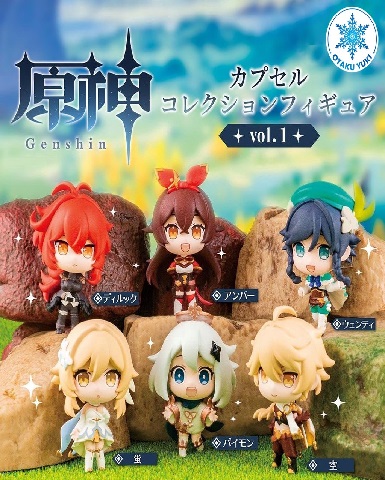 OTAKU YUKI
原神
Genshin
カプセル
コレクションフィギュア
vol.1
ディルック
アンバー
ウェンティ
蛍
パイモン
空